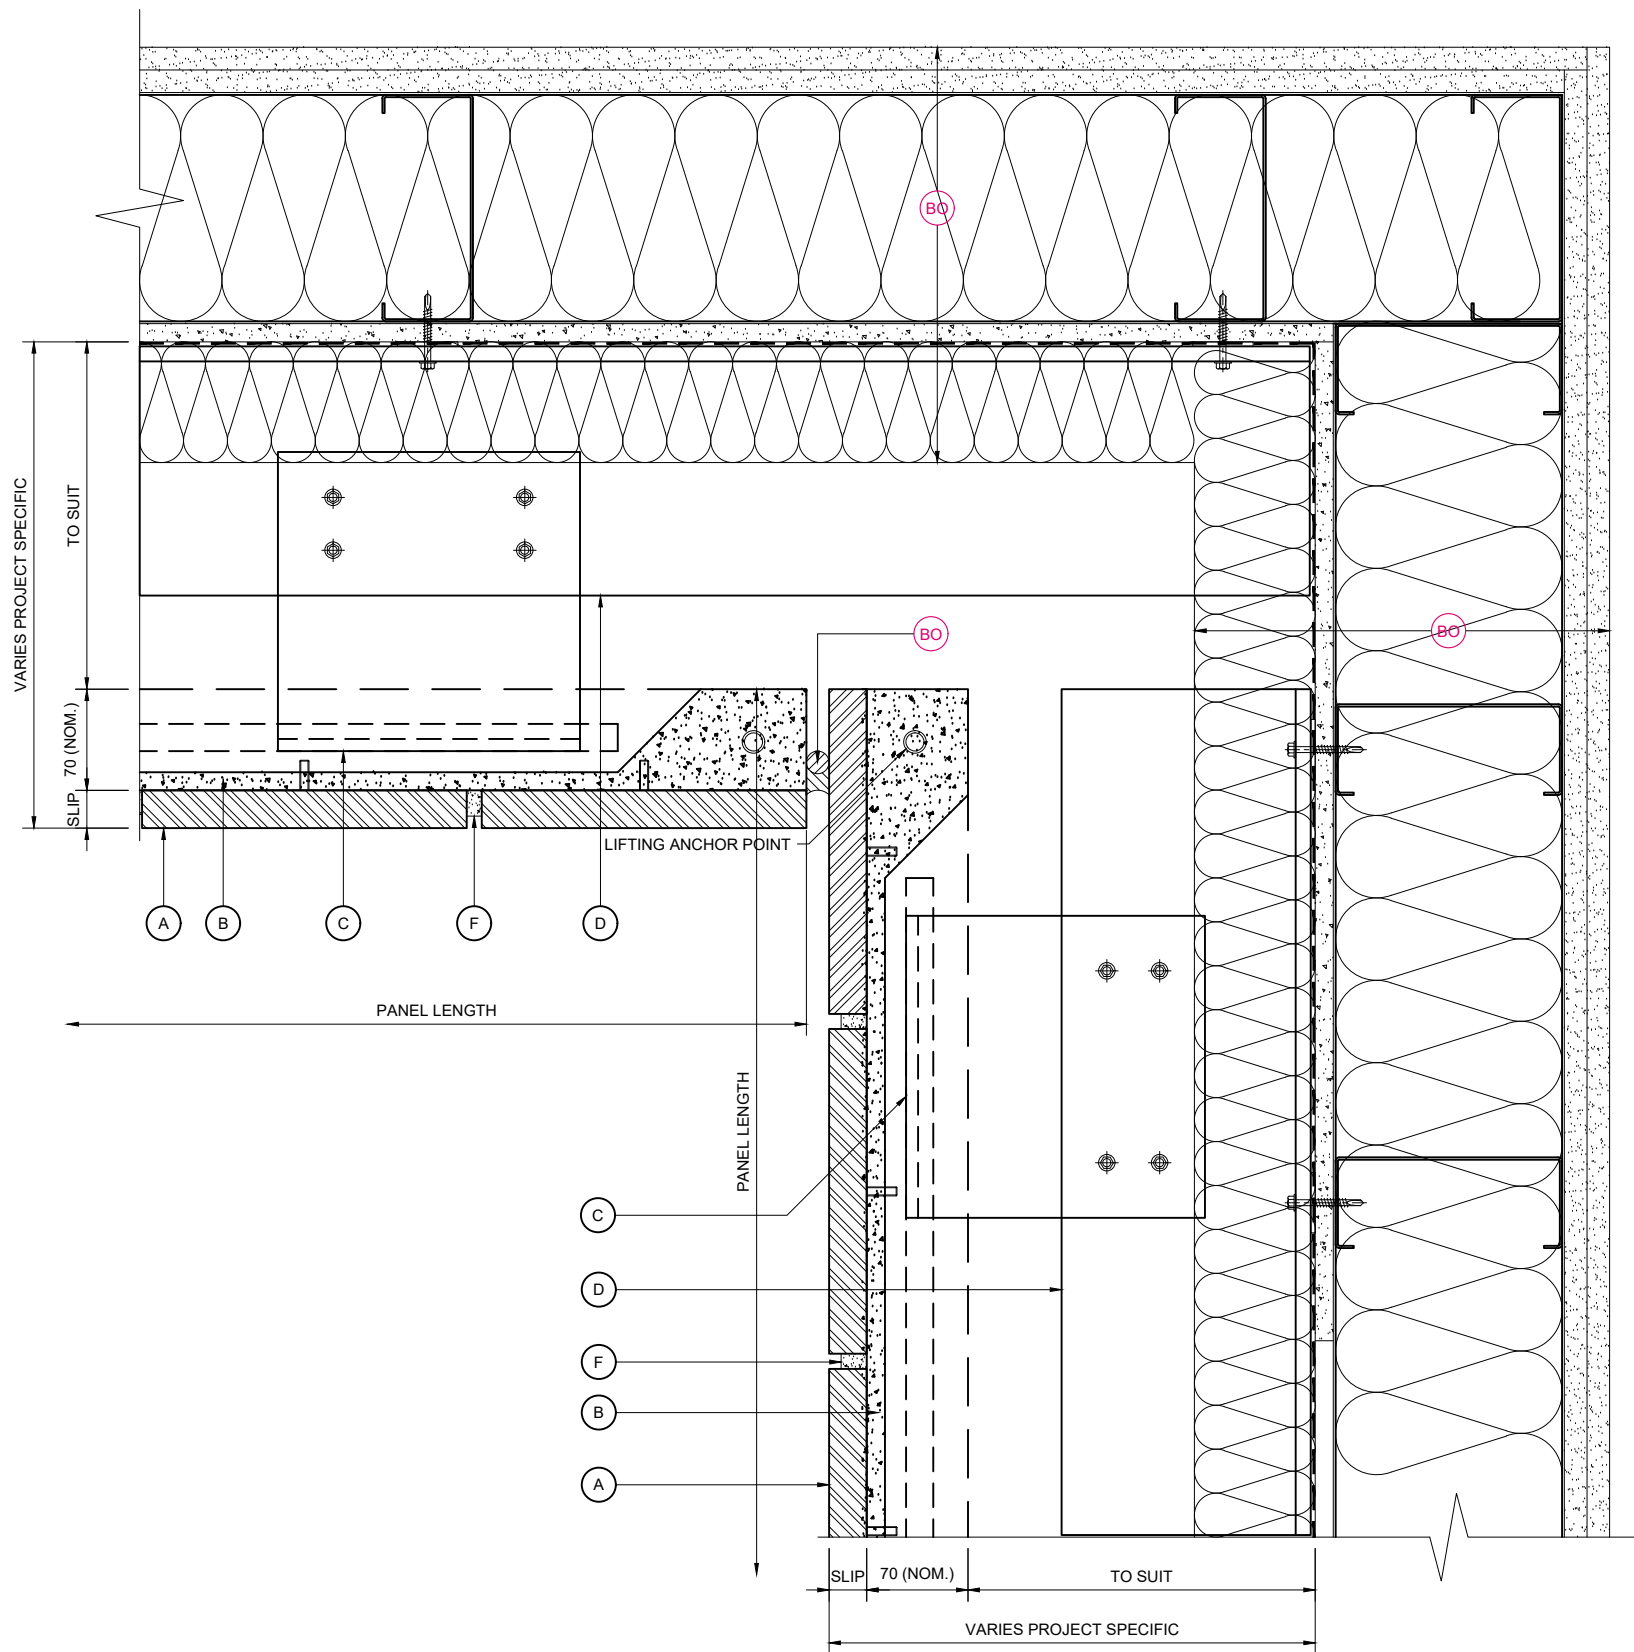 BO
VARIES PROJECT SPECIFIC
TO SUIT
BO
BO
70 (NOM.)
SLIP
LIFTING ANCHOR POINT
A
B
C
F
D
PANEL LENGTH
PANEL LENGTH
C
D
F
B
A
SLIP
70 (NOM.)
TO SUIT
VARIES PROJECT SPECIFIC